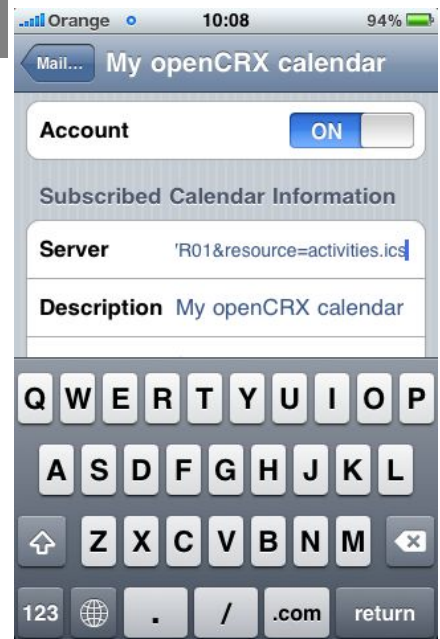 Orange 10:08 94%
Mail... My openCRX calendar
Account ON
Subscribed Calendar Information
Server 'R01&resource=activities.ics
Description My openCRX calendar
Q W E R T Y U I O P
A S D F G H J K L
Z X C V B N M
123 . / .com return